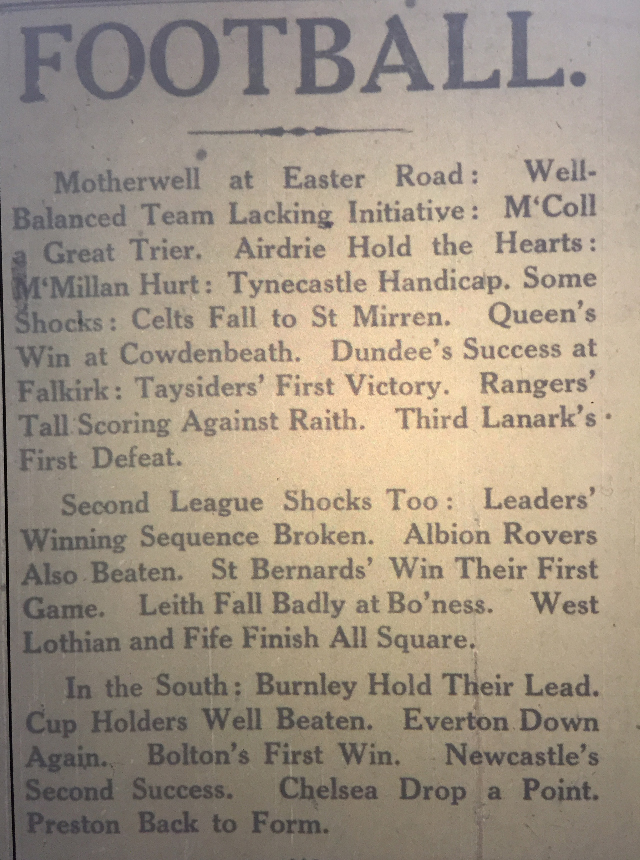 FOOTBALL.
Motherwell at Easter Road: Well-
Balanced Team Lacking Initiative: M‘Coll
a Great Trier. Airdrie Hold the Hearts:
M‘Millan Hurt: Tynecastle Handicap. Some
Shocks: Celts Fall to St Mirren. Queen's
Win at Cowdenbeath. Dundee's Success at
Falkirk: Taysiders' First Victory. Rangers'
Tall Scoring Against Raith. Third Lanark's
First Defeat.
Second League Shocks Too: Leaders'
Winning Sequence Broken. Albion Rovers
Also Beaten. St Bernards' Win Their First
Game. Leith Fall Badly at Bo'ness. West
Lothian and Fife Finish All Square.
In the South: Burnley Hold Their Lead.
Cup Holders Well Beaten. Everton Down
Again. Bolton's First Win. Newcastle's
Second Success. Chelsea Drop a Point.
Preston Back to Form.